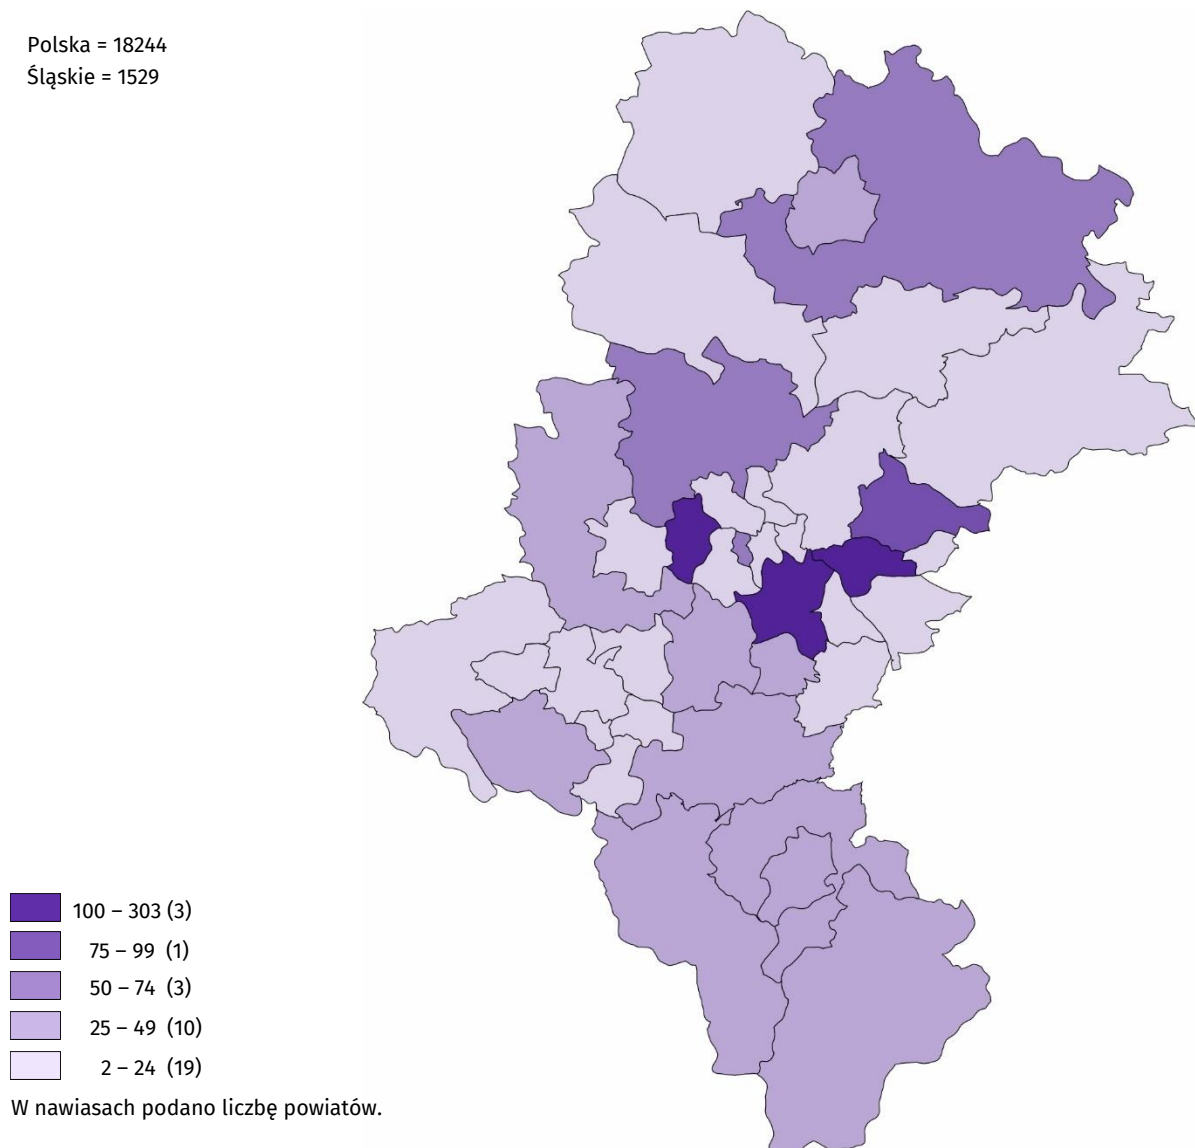 Polska = 18244
Śląskie = 1529
100 – 303 (3)
75 – 99 (1)
50 – 74 (3)
25 – 49 (10)
2 – 24 (19)
W nawiasach podano liczbę powiatów.